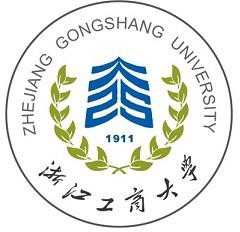 ZHEJIANG GONGSHANG UNIVERSITY
1911
浙江工商大学